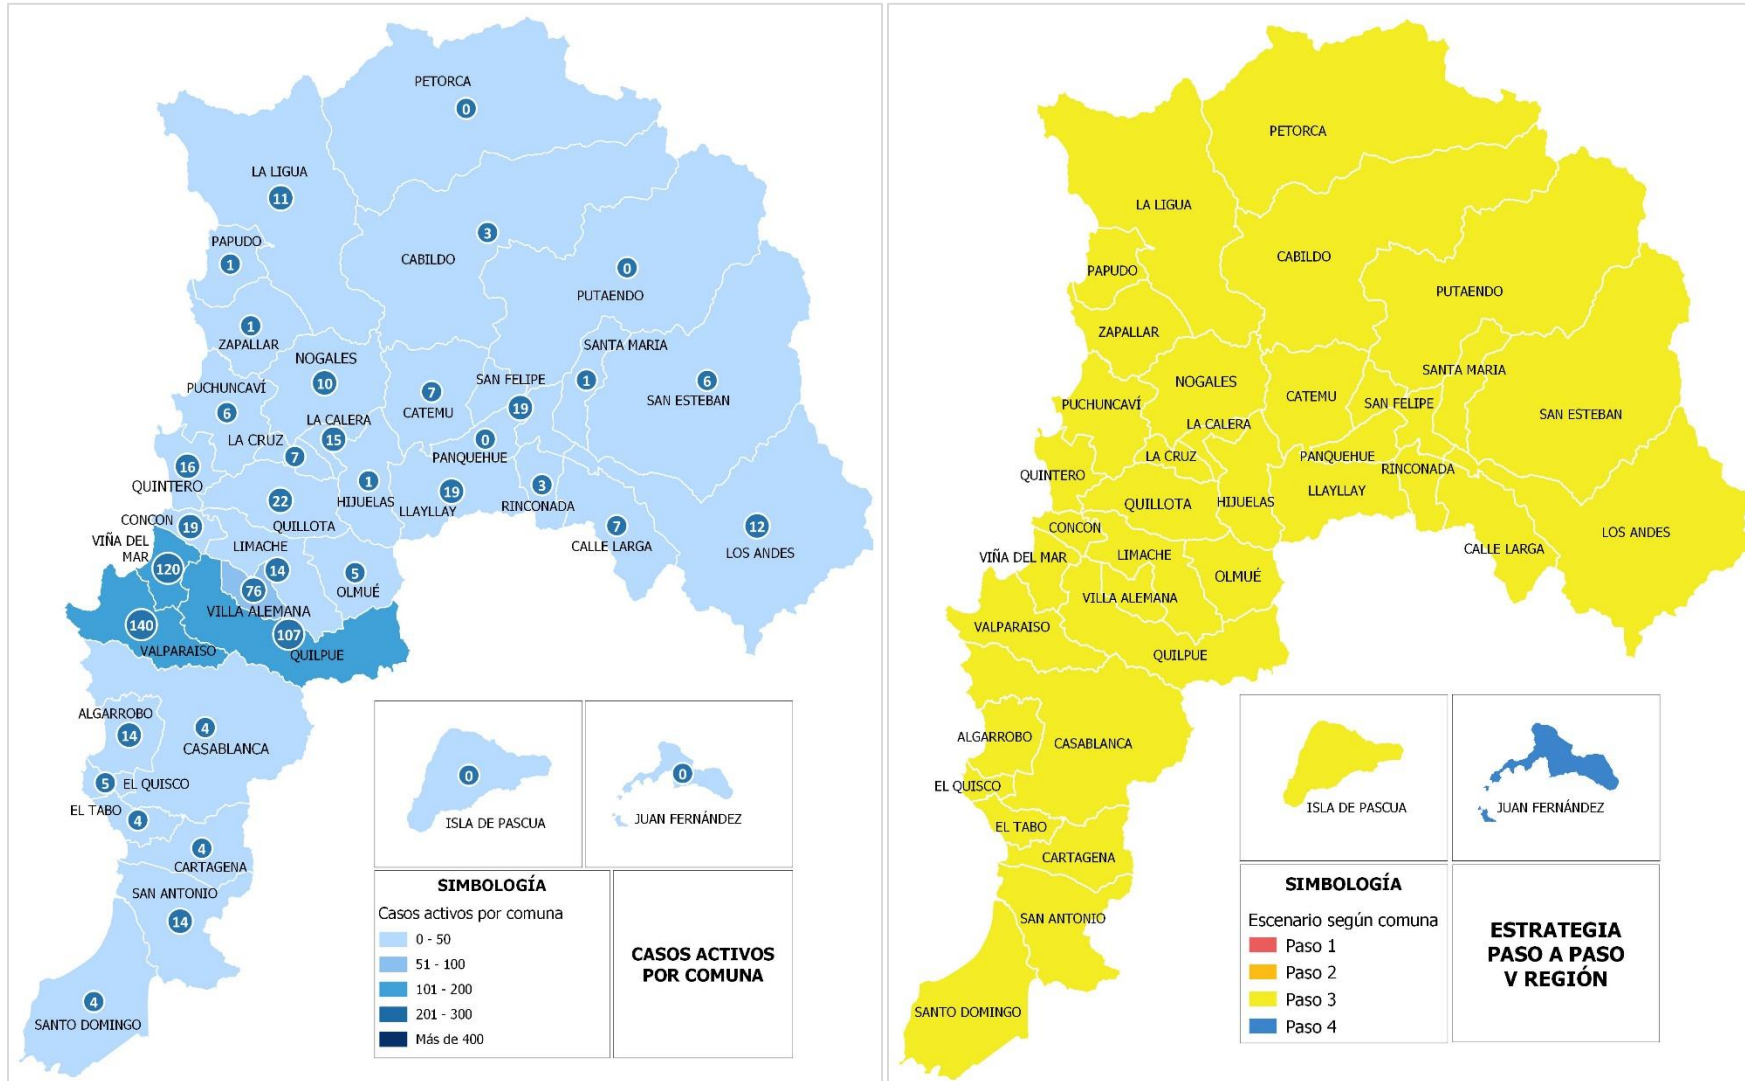 PETORCA
0
LA LIGUA
11
PAPUDO
1
3
CABILDO
0
PUTAENDO
1
ZAPALLAR
NOGALES
10
SANTA MARIA
1
SAN FELIPE
19
7
CATEMU
6
SAN ESTEBAN
PUCHUNCAVÍ
6
LA CALERA
15
LA CRUZ
7
0
PANQUEHUE
16
QUINTERO
22
QUILLOTA
1
HIJUELAS
19
LLAYLLAY
3
RINCONADA
7
CALLE LARGA
12
LOS ANDES
CONCON
19
VIÑA DEL
MAR
120
LIMACHE
14
5
OLMUÉ
76
VILLA ALEMANA
140
VALPARAISO
107
QUILPUE
ALGARROBO
14
4
CASABLANCA
5
EL QUISCO
EL TABO
4
4
CARTAGENA
SAN ANTONIO
14
4
SANTO DOMINGO
0
ISLA DE PASCUA
0
JUAN FERNÁNDEZ
SIMBOLOGÍA
Casos activos por comuna
0 - 50
51 - 100
101 - 200
201 - 300
Más de 400
CASOS ACTIVOS
POR COMUNA
PETORCA
LA LIGUA
PAPUDO
CABILDO
PUTAENDO
ZAPALLAR
NOGALES
SANTA MARIA
CATEMU
SAN FELIPE
SAN ESTEBAN
PUCHUNCAVÍ
LA CALERA
LA CRUZ
PANQUEHUE
RINCONADA
QUINTERO
LLAYLLAY
QUILLOTA
HIJUELAS
CONCON
LOS ANDES
CALLE LARGA
VIÑA DEL MAR
LIMACHE
OLMUÉ
VILLA ALEMANA
VALPARAISO
QUILPUE
ALGARROBO
CASABLANCA
EL QUISCO
EL TABO
CARTAGENA
SAN ANTONIO
SANTO DOMINGO
ISLA DE PASCUA
JUAN FERNÁNDEZ
SIMBOLOGÍA
Escenario según comuna
Paso 1
Paso 2
Paso 3
Paso 4
ESTRATEGIA
PASO A PASO
V REGIÓN